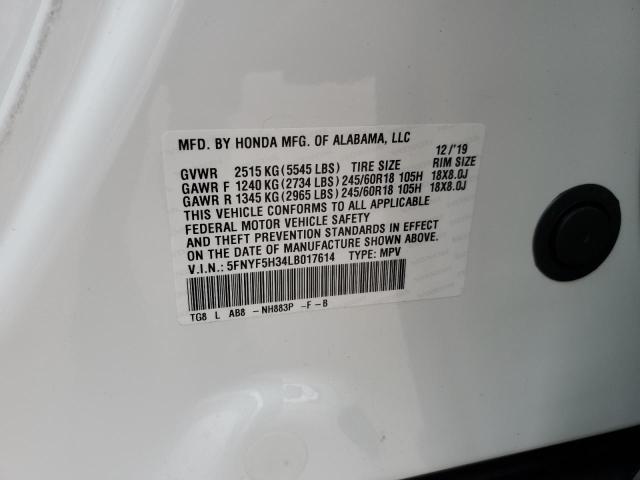 MFD. BY HONDA MFG. OF ALABAMA, LLC 12/'19
GVWR 2515 KG (5545 LBS) TIRE SIZE RIM SIZE
GAWR F 1240 KG (2734 LBS) 245/60R18 105H 18X8.0J
GAWR R 1345 KG (2965 LBS) 245/60R18 105H 18X8.0J
THIS VEHICLE CONFORMS TO ALL APPLICABLE
FEDERAL MOTOR VEHICLE SAFETY
AND THEFT PREVENTION STANDARDS IN EFFECT
ON THE DATE OF MANUFACTURE SHOWN ABOVE.
V.I.N.: 5FNYF5H34LB017614 TYPE: MPV
TG8 L AB8 -NH883P -F-B